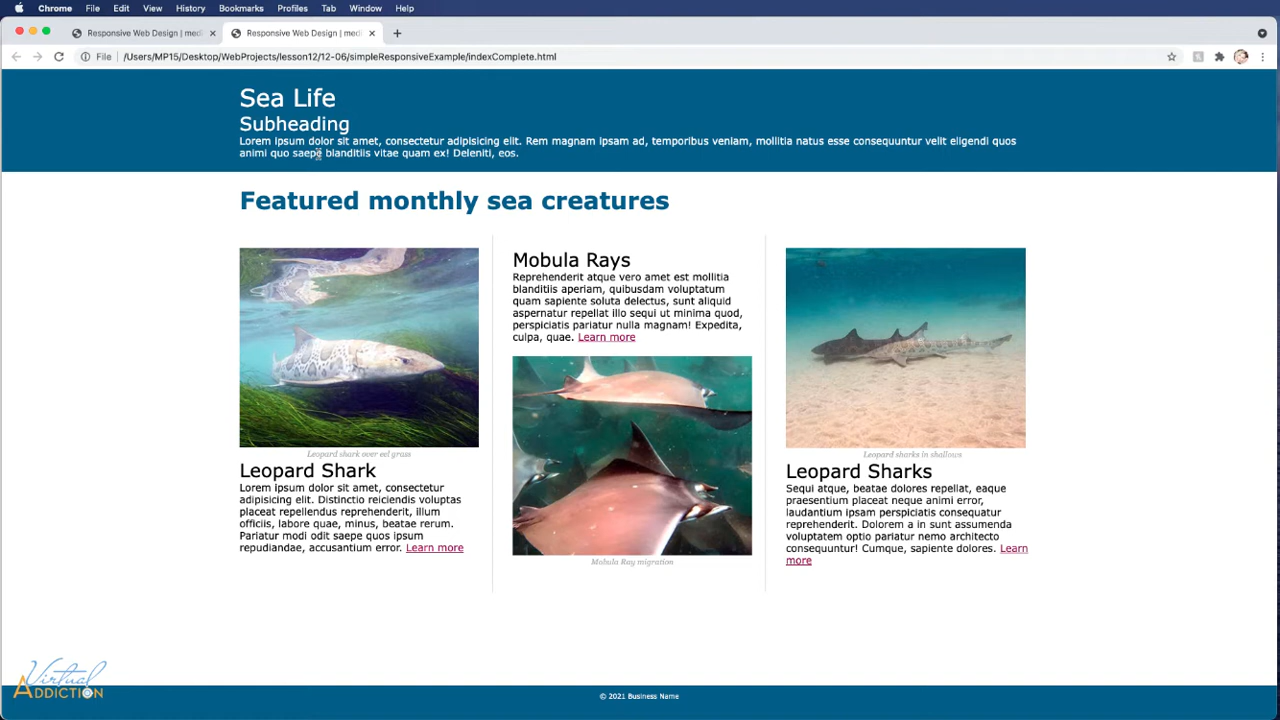 Chrome File Edit View History Bookmarks Profiles Tab Window Help
Responsive Web Design | med
Responsive Web Design | med
File /Users/MP15/Desktop/WebProjects/lesson12/12-06/simpleResponsiveExample/indexComplete.html
Sea Life
Subheading
Lorem ipsum dolor sit amet, consectetur adipisicing elit. Rem magnam ipsam ad, temporibus veniam, mollitia natus esse consequuntur velit eligendi quos
animi quo saepe blanditiis vitae quam ex! Deleniti, eos.
Featured monthly sea creatures
Leopard shark over eel grass
Leopard Shark
Lorem ipsum dolor sit amet, consectetur
adipisicing elit. Distinctio reiciendis voluptas
placeat repellendus reprehenderit, illum
officiis, labore quae, minus, beatae rerum.
Pariatur modi odit saepe quos ipsum
repudiandae, accusantium error. Learn more
Mobula Rays
Reprehenderit atque vero amet est mollitia
blanditiis aperiam, quibusdam voluptatum
quam sapiente soluta delectus, sunt aliquid
aspernatur repellat illo sequi ut minima quod,
perspiciatis pariatur nulla magnam! Expedita,
culpa, quae. Learn more
Mobula Ray migration
Leopard sharks in shallows
Leopard Sharks
Sequi atque, beatae dolores repellat, eaque
praesentium placeat neque animi error,
laudantium ipsam perspiciatis consequatur
reprehenderit. Dolorem a in sunt assumenda
voluptatem optio pariatur nemo architecto
consequuntur! Cumque, sapiente dolores. Learn
more
Virtual
ADDICTION
© 2021 Business Name